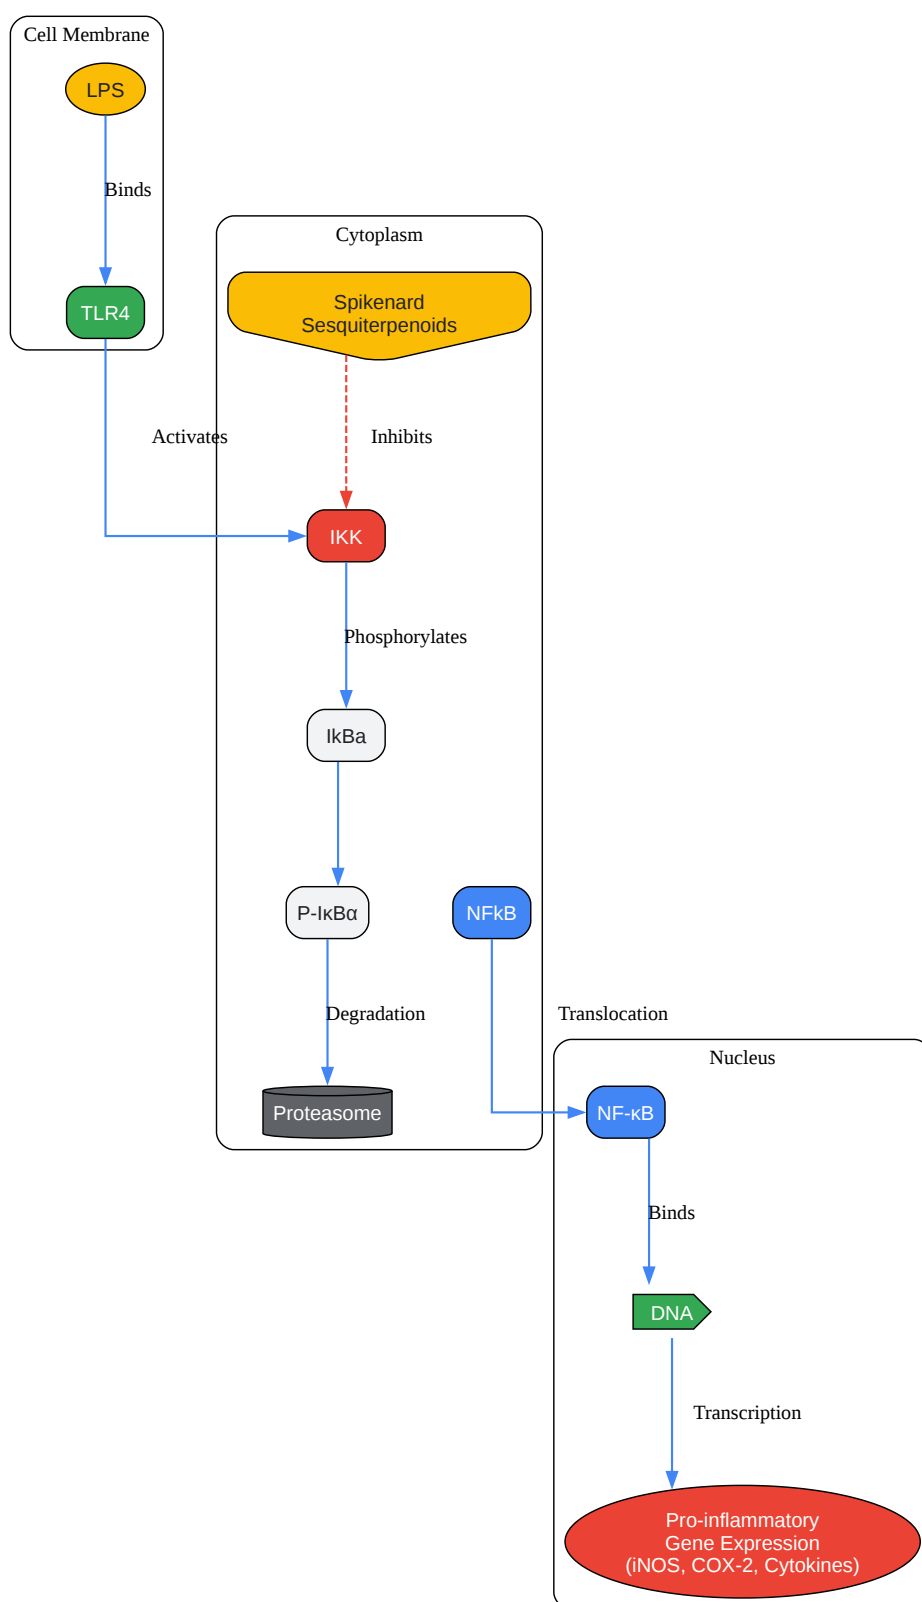 Cell Membrane
LPS
Binds
TLR4
Cytoplasm
Spikenard
Sesquiterpenoids
Activates
Inhibits
IKK
Phosphorylates
IkBa
P-IκBα
NFkB
Degradation
Translocation
Proteasome
Nucleus
NF-κB
Binds
DNA
Transcription
Pro-inflammatory
Gene Expression
(iNOS, COX-2, Cytokines)